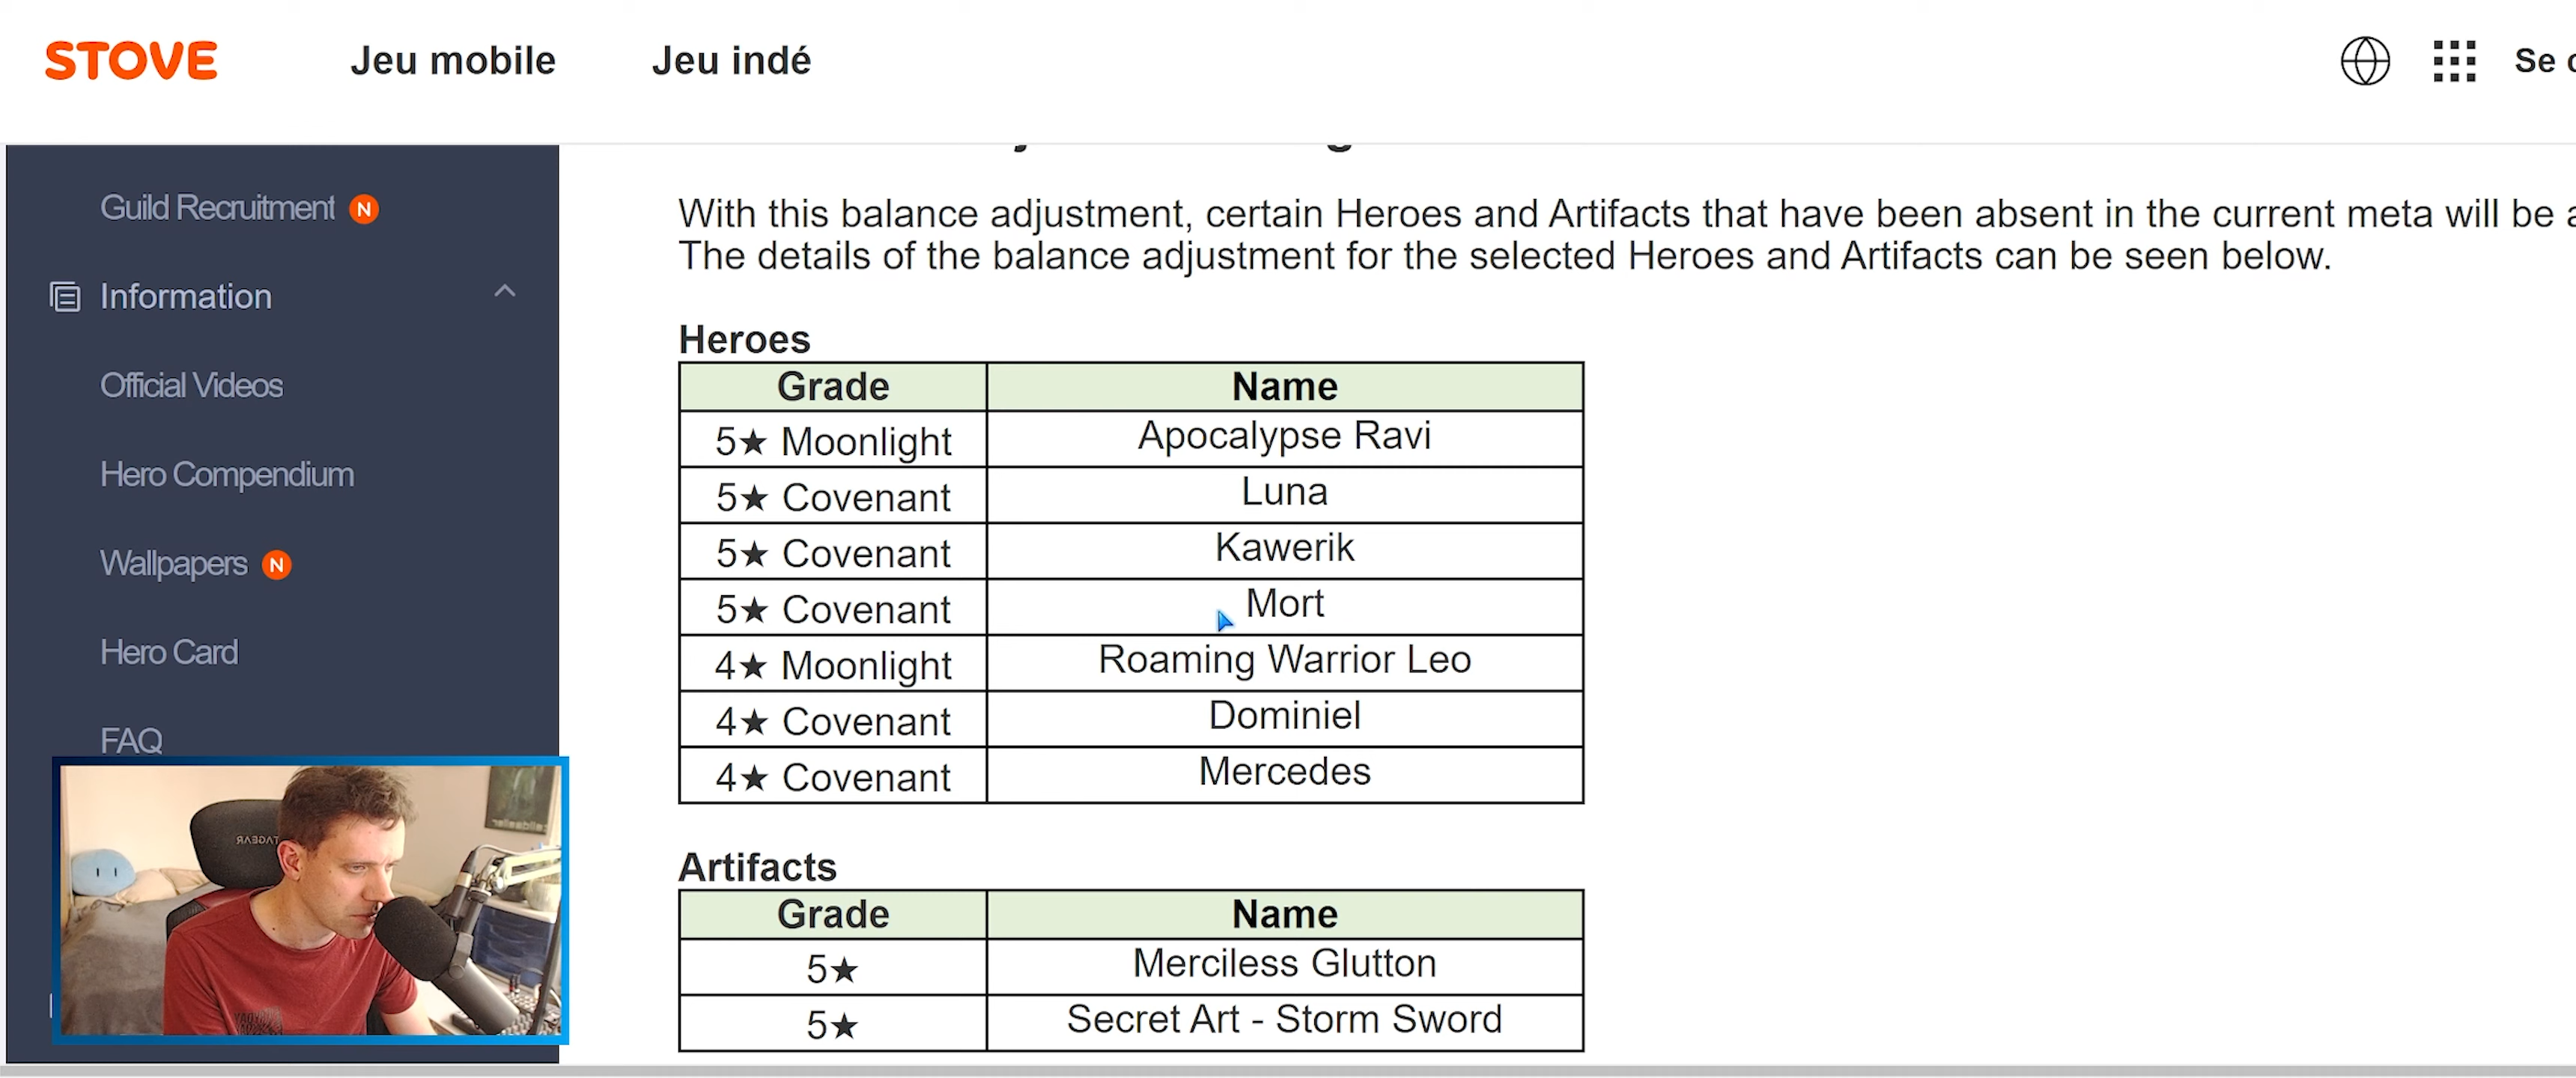 STOVE
Jeu mobile
Jeu indé
Se
Guild Recruitment N
Information
Official Videos
Hero Compendium
Wallpapers N
Hero Card
FAQ
With this balance adjustment, certain Heroes and Artifacts that have been absent in the current meta will be
The details of the balance adjustment for the selected Heroes and Artifacts can be seen below.
Heroes
Grade Name
5★ Moonlight Apocalypse Ravi
5★ Covenant Luna
5★ Covenant Kawerik
5★ Covenant Mort
4★ Moonlight Roaming Warrior Leo
4★ Covenant Dominiel
4★ Covenant Mercedes
Artifacts
Grade Name
5★ Merciless Glutton
5★ Secret Art - Storm Sword